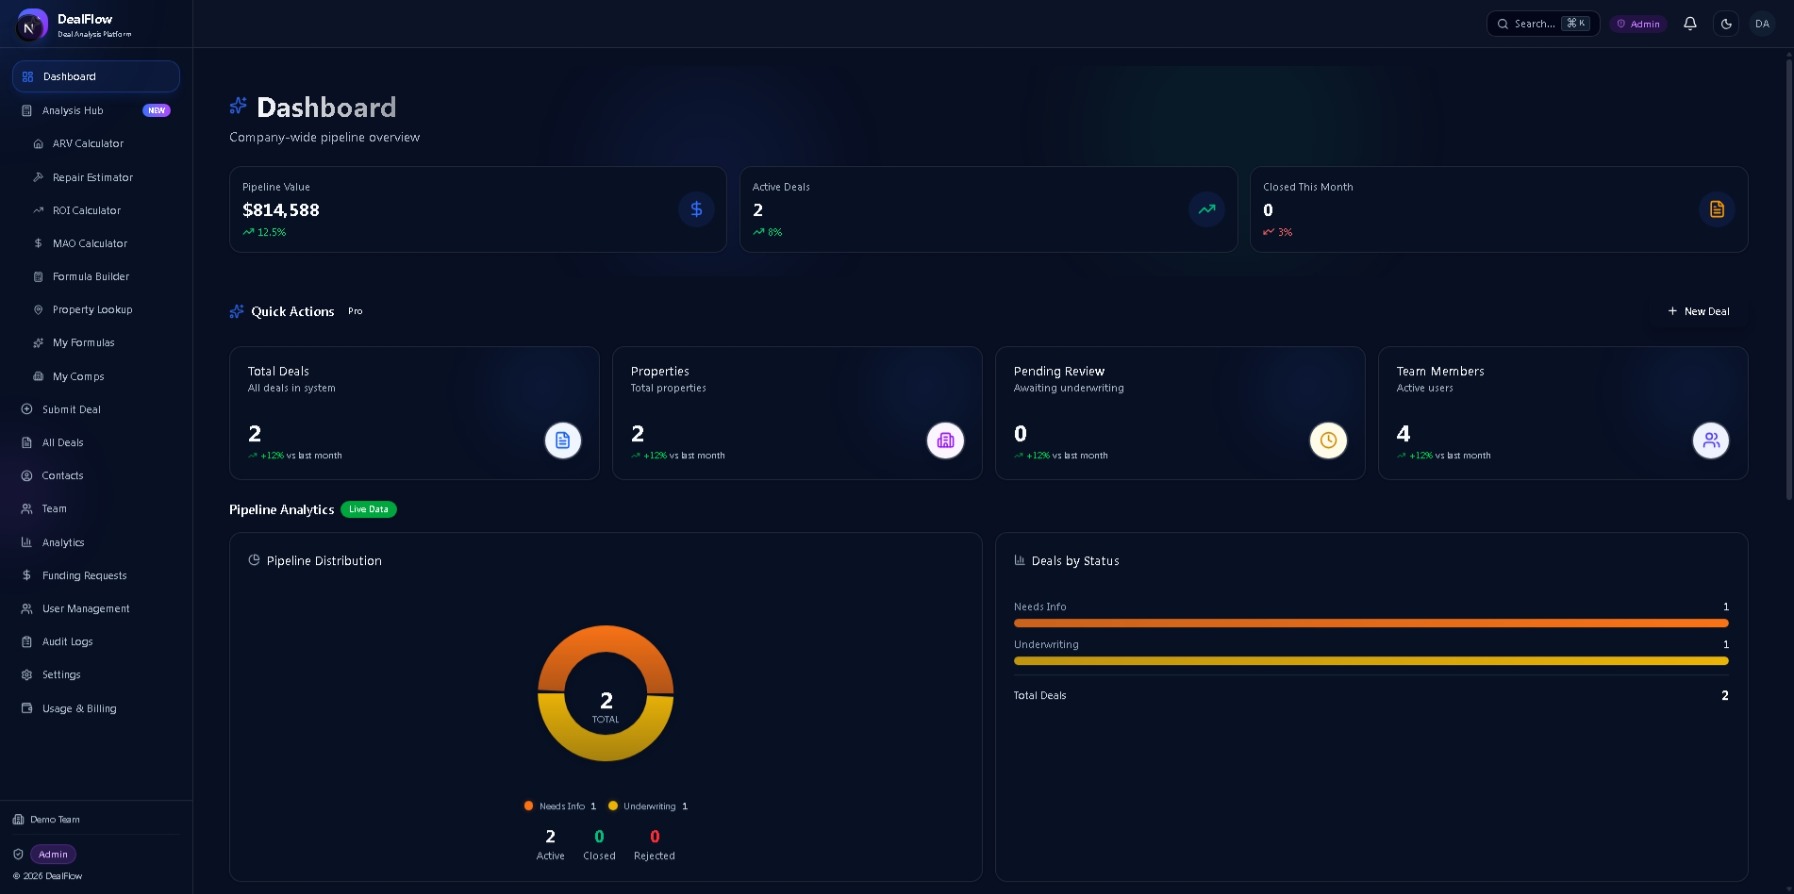 DealFlow
Deal Analysis Platform
N
Search... ⌘ K
Admin
DA
Dashboard
Analysis Hub NEW
ARV Calculator
Repair Estimator
ROI Calculator
MAO Calculator
Formula Builder
Property Lookup
My Formulas
My Comps
Submit Deal
All Deals
Contacts
Team
Analytics
Funding Requests
User Management
Audit Logs
Settings
Usage & Billing
Demo Team
Admin
© 2026 DealFlow
Dashboard
Company-wide pipeline overview
Pipeline Value
$814,588
12.5%
Active Deals
2
8%
Closed This Month
0
3%
Quick Actions Pro
+ New Deal
Total Deals
All deals in system
2
+12% vs last month
Properties
Total properties
2
+12% vs last month
Pending Review
Awaiting underwriting
0
+12% vs last month
Team Members
Active users
4
+12% vs last month
Pipeline Analytics Live Data
Pipeline Distribution
2
TOTAL
Needs Info 1 Underwriting 1
2 0 0
Active Closed Rejected
Deals by Status
Needs Info 1
Underwriting 1
Total Deals 2